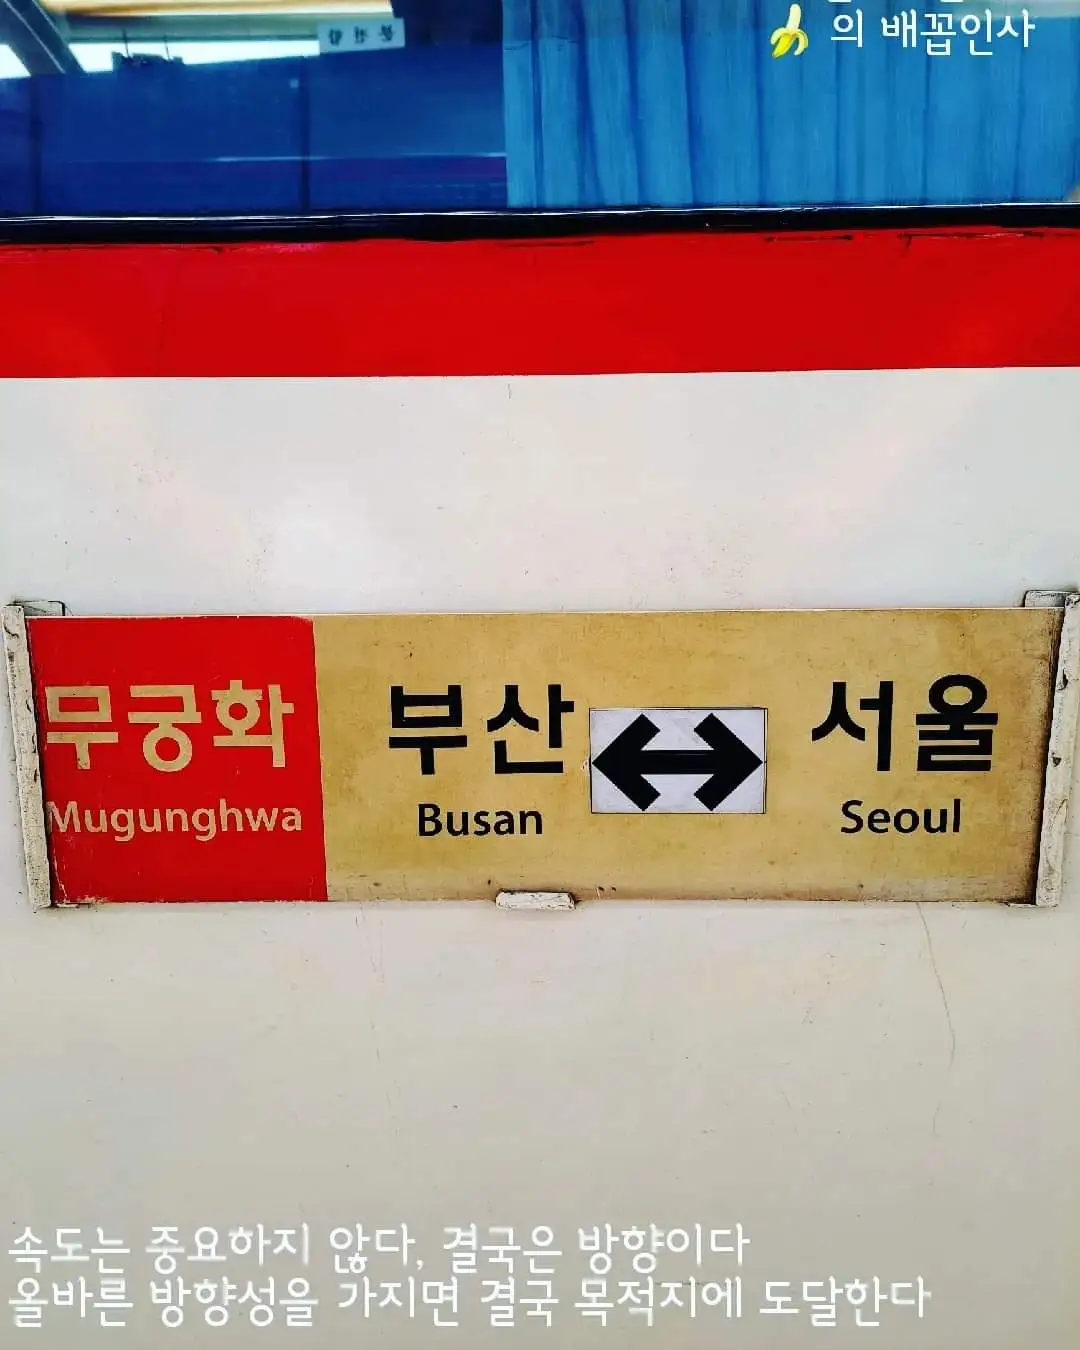 🍌 의 배꼽인사
무궁화
Mugunghwa
부산 ↔ 서울
Busan Seoul
속도는 중요하지 않다, 결국은 방향이다
올바른 방향성을 가지면 결국 목적지에 도달한다